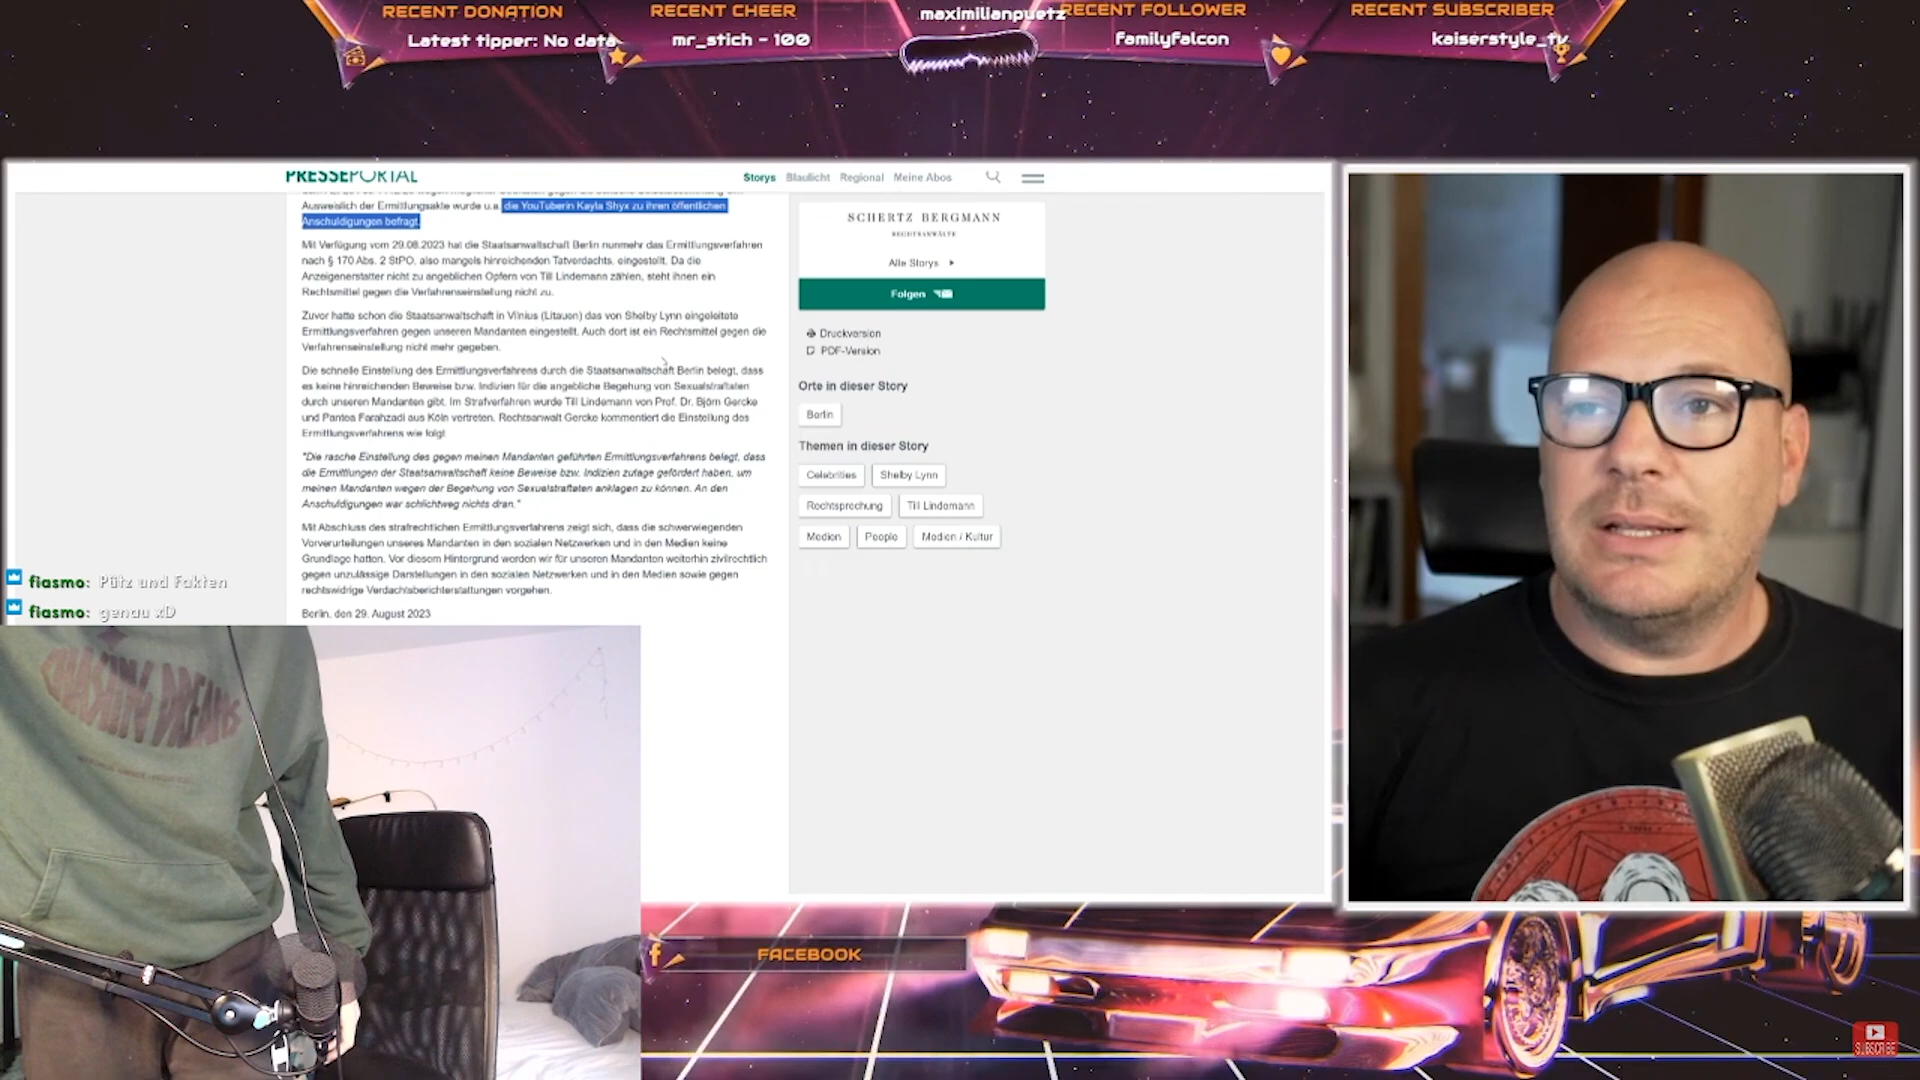 RECENT DONATION
Latest tipper: No data
RECENT CHEER
mr_stich - 100
maximilianpuetz
RECENT FOLLOWER
familyfalcon
RECENT SUBSCRIBER
kaiserstyle_tv
PRESSEPORTAL
Storys Blaulicht Regional Meine Abos
Ausweislich der Ermittlungsakte wurde u.a. die YouTuberin Kayla Shyx zu ihren öffentlichen
Anschuldigungen befragt.
Mit Verfügung vom 29.08.2023 hat die Staatsanwaltschaft Berlin nunmehr das Ermittlungsverfahren
nach § 170 Abs. 2 StPO, also mangels hinreichenden Tatverdachts, eingestellt. Da die
Anzeigenerstatter nicht zu angeblichen Opfern von Till Lindemann zählen, steht ihnen ein
Rechtsmittel gegen die Verfahrenseinstellung nicht zu.
Zuvor hatte schon die Staatsanwaltschaft in Vilnius (Litauen) das von Shelby Lynn eingeleitete
Ermittlungsverfahren gegen unseren Mandanten eingestellt. Auch dort ist ein Rechtsmittel gegen die
Verfahrenseinstellung nicht mehr gegeben.
Die schnelle Einstellung des Ermittlungsverfahrens durch die Staatsanwaltschaft Berlin belegt, dass
es keine hinreichenden Beweise bzw. Indizien für die angebliche Begehung von Sexualstraftaten
durch unseren Mandanten gibt. Im Strafverfahren wurde Till Lindemann von Prof. Dr. Björn Gercke
und Pantea Farahzadi aus Köln vertreten. Rechtsanwalt Gercke kommentiert die Einstellung des
Ermittlungsverfahrens wie folgt
"Die rasche Einstellung des gegen meinen Mandanten geführten Ermittlungsverfahrens belegt, dass
die Ermittlungen der Staatsanwaltschaft keine Beweise bzw. Indizien zutage gefördert haben, um
meinen Mandanten wegen der Begehung von Sexualstraftaten anklagen zu können. An den
Anschuldigungen war schlichtweg nichts dran."
Mit Abschluss des strafrechtlichen Ermittlungsverfahrens zeigt sich, dass die schwerwiegenden
Vorverurteilungen unseres Mandanten in den sozialen Netzwerken und in den Medien keine
Grundlage hatten. Vor diesem Hintergrund werden wir für unseren Mandanten weiterhin zivilrechtlich
gegen unzulässige Darstellungen in den sozialen Netzwerken und in den Medien sowie gegen
rechtswidrige Verdachtsberichterstattungen vorgehen.
Berlin, den 29. August 2023
SCHERTZ BERGMANN
RECHTSANWÄLTE
Alle Storys
Folgen
Druckversion
PDF-Version
Orte in dieser Story
Berlin
Themen in dieser Story
Celebrities Shelby Lynn
Rechtsprechung Till Lindemann
Medien People Medien / Kultur
fiasmo: Pütz und Fakten
fiasmo: genau xD
CHASIN' DREAMS
FACEBOOK
SUBSCRIBE